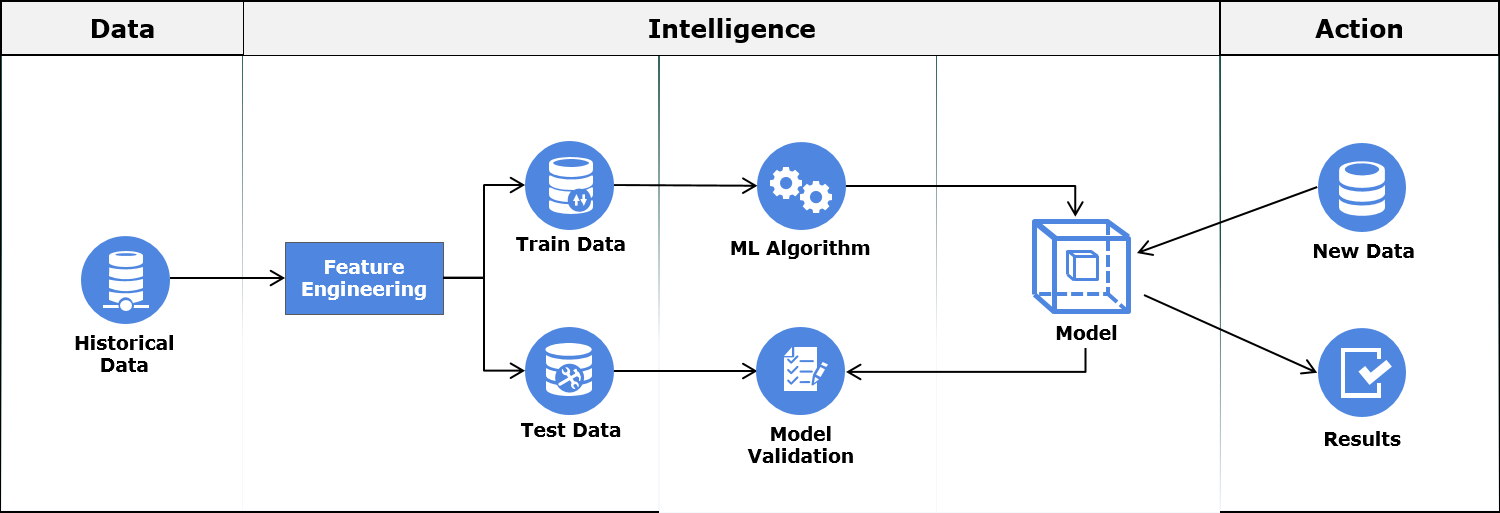 Data
Intelligence
Action
Historical
Data
Feature
Engineering
Train Data
Test Data
ML Algorithm
Model
Validation
Model
New Data
Results